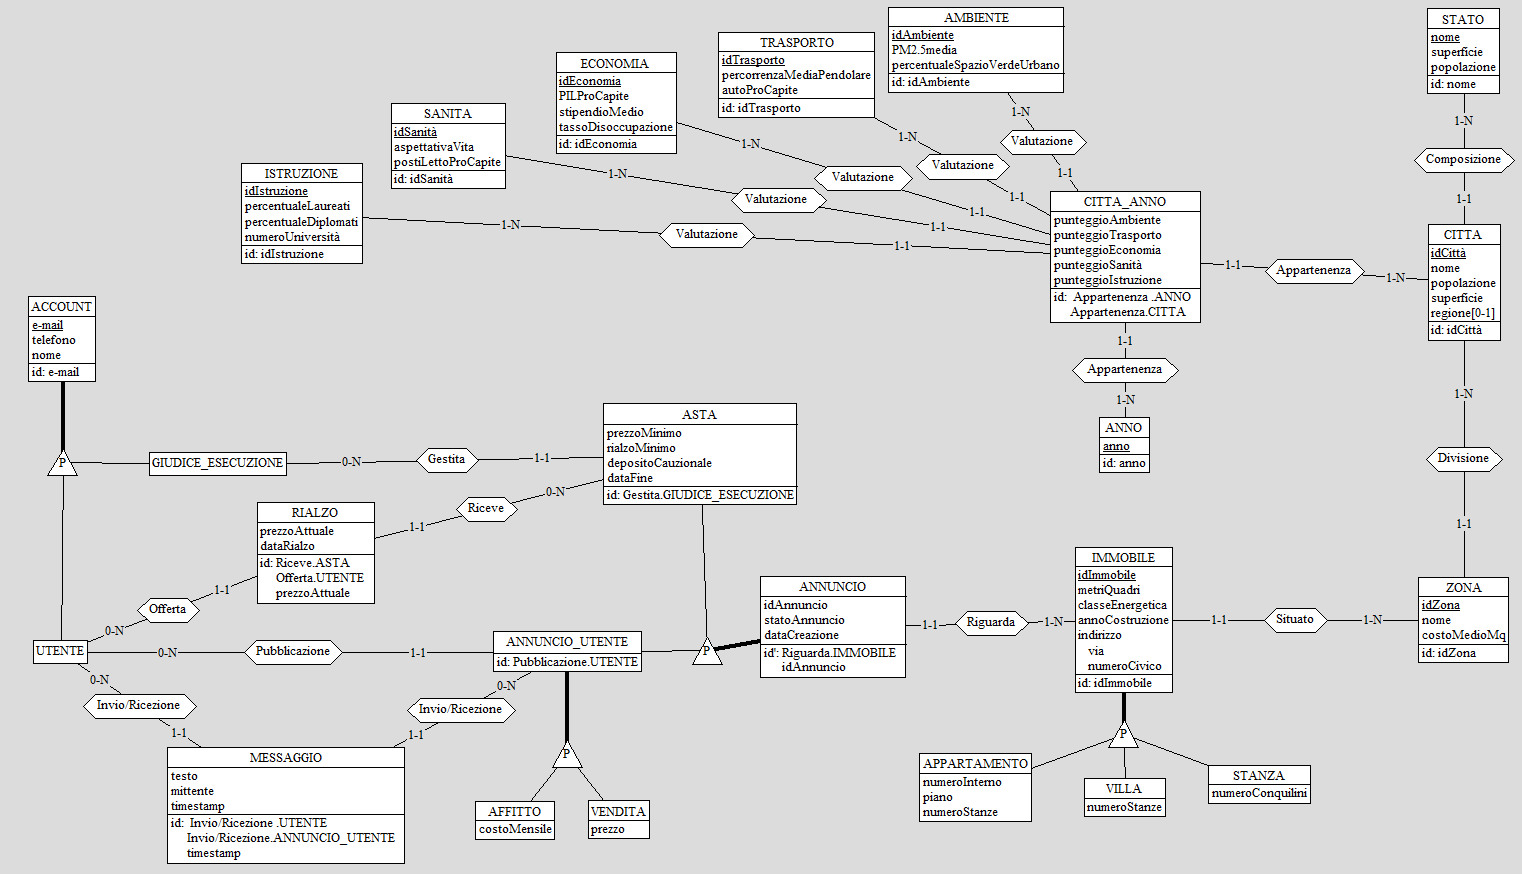 AMBIENTE
idAmbiente
PM2.5media
percentualeSpazioVerdeUrbano
id: idAmbiente
STATO
nome
superficie
popolazione
id: nome
TRASPORTO
idTrasporto
percorrenzaMediaPendolare
autoProCapite
id: idTrasporto
ECONOMIA
idEconomia
PILProCapite
stipendioMedio
tassoDisoccupazione
id: idEconomia
SANITA
idSanità
aspettativaVita
postiLettoProCapite
id: idSanità
ISTRUZIONE
idIstruzione
percentualeLaureati
percentualeDiplomati
numeroUniversità
id: idIstruzione
1-N
Valutazione
1-1
1-N
Valutazione
1-1
1-N
Valutazione
1-1
1-N
Valutazione
1-1
1-N
Valutazione
1-1
1-N
Composizione
1-1
CITTA_ANNO
punteggioAmbiente
punteggioTrasporto
punteggioEconomia
punteggioSanità
punteggioIstruzione
id: Appartenenza .ANNO
Appartenenza.CITTA
1-1
Appartenenza
1-N
CITTA
idCittà
nome
popolazione
superficie
regione[0-1]
id: idCittà
ACCOUNT
e-mail
telefono
nome
id: e-mail
1-1
Appartenenza
1-N
ANNO
anno
id: anno
1-N
Divisione
1-1
P
GIUDICE_ESECUZIONE
0-N
Gestita
1-1
ASTA
prezzoMinimo
rialzoMinimo
depositoCauzionale
dataFine
id: Gestita.GIUDICE_ESECUZIONE
RIALZO
prezzoAttuale
dataRialzo
id: Riceve.ASTA
Offerta.UTENTE
prezzoAttuale
1-1
Riceve
0-N
1-1
Offerta
0-N
UTENTE
0-N
Pubblicazione
1-1
ANNUNCIO_UTENTE
id: Pubblicazione.UTENTE
P
ANNUNCIO
idAnnuncio
statoAnnuncio
dataCreazione
id': Riguarda.IMMOBILE
idAnnuncio
1-1
Riguarda
1-N
IMMOBILE
idImmobile
metriQuadri
classeEnergetica
annoCostruzione
indirizzo
via
numeroCivico
id: idImmobile
1-1
Situato
1-N
ZONA
idZona
nome
costoMedioMq
id: idZona
0-N
Invio/Ricezione
1-1
0-N
Invio/Ricezione
1-1
MESSAGGIO
testo
mittente
timestamp
id: Invio/Ricezione .UTENTE
Invio/Ricezione.ANNUNCIO_UTENTE
timestamp
P
AFFITTO
costoMensile
VENDITA
prezzo
P
APPARTAMENTO
numeroInterno
piano
numeroStanze
VILLA
numeroStanze
STANZA
numeroConquilini